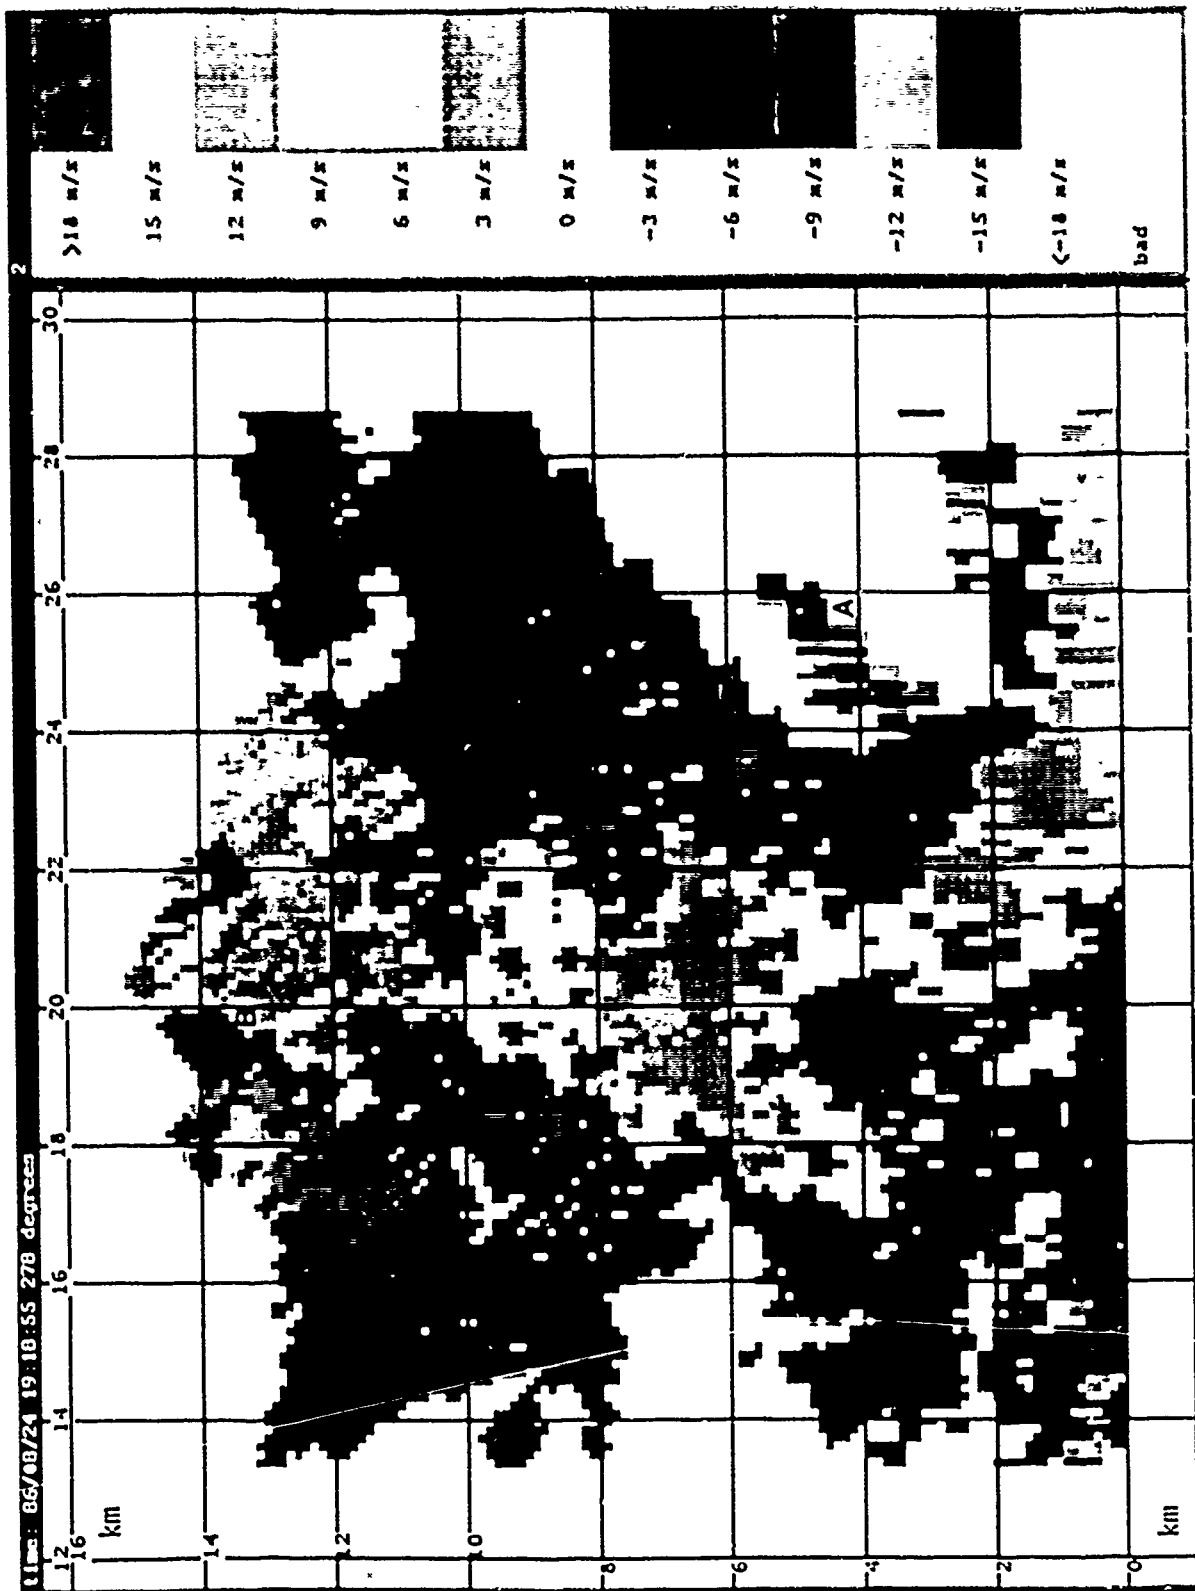 time: 86/08/24 19:18:55 278 degrees
2
>18 m/s
15 m/s
12 m/s
9 m/s
6 m/s
3 m/s
0 m/s
-3 m/s
-6 m/s
-9 m/s
-12 m/s
-15 m/s
<-18 m/s
bad
12 14 16 18 20 22 24 26 28 30
16
km
14
12
10
8
6
4
2
0
km
B
A